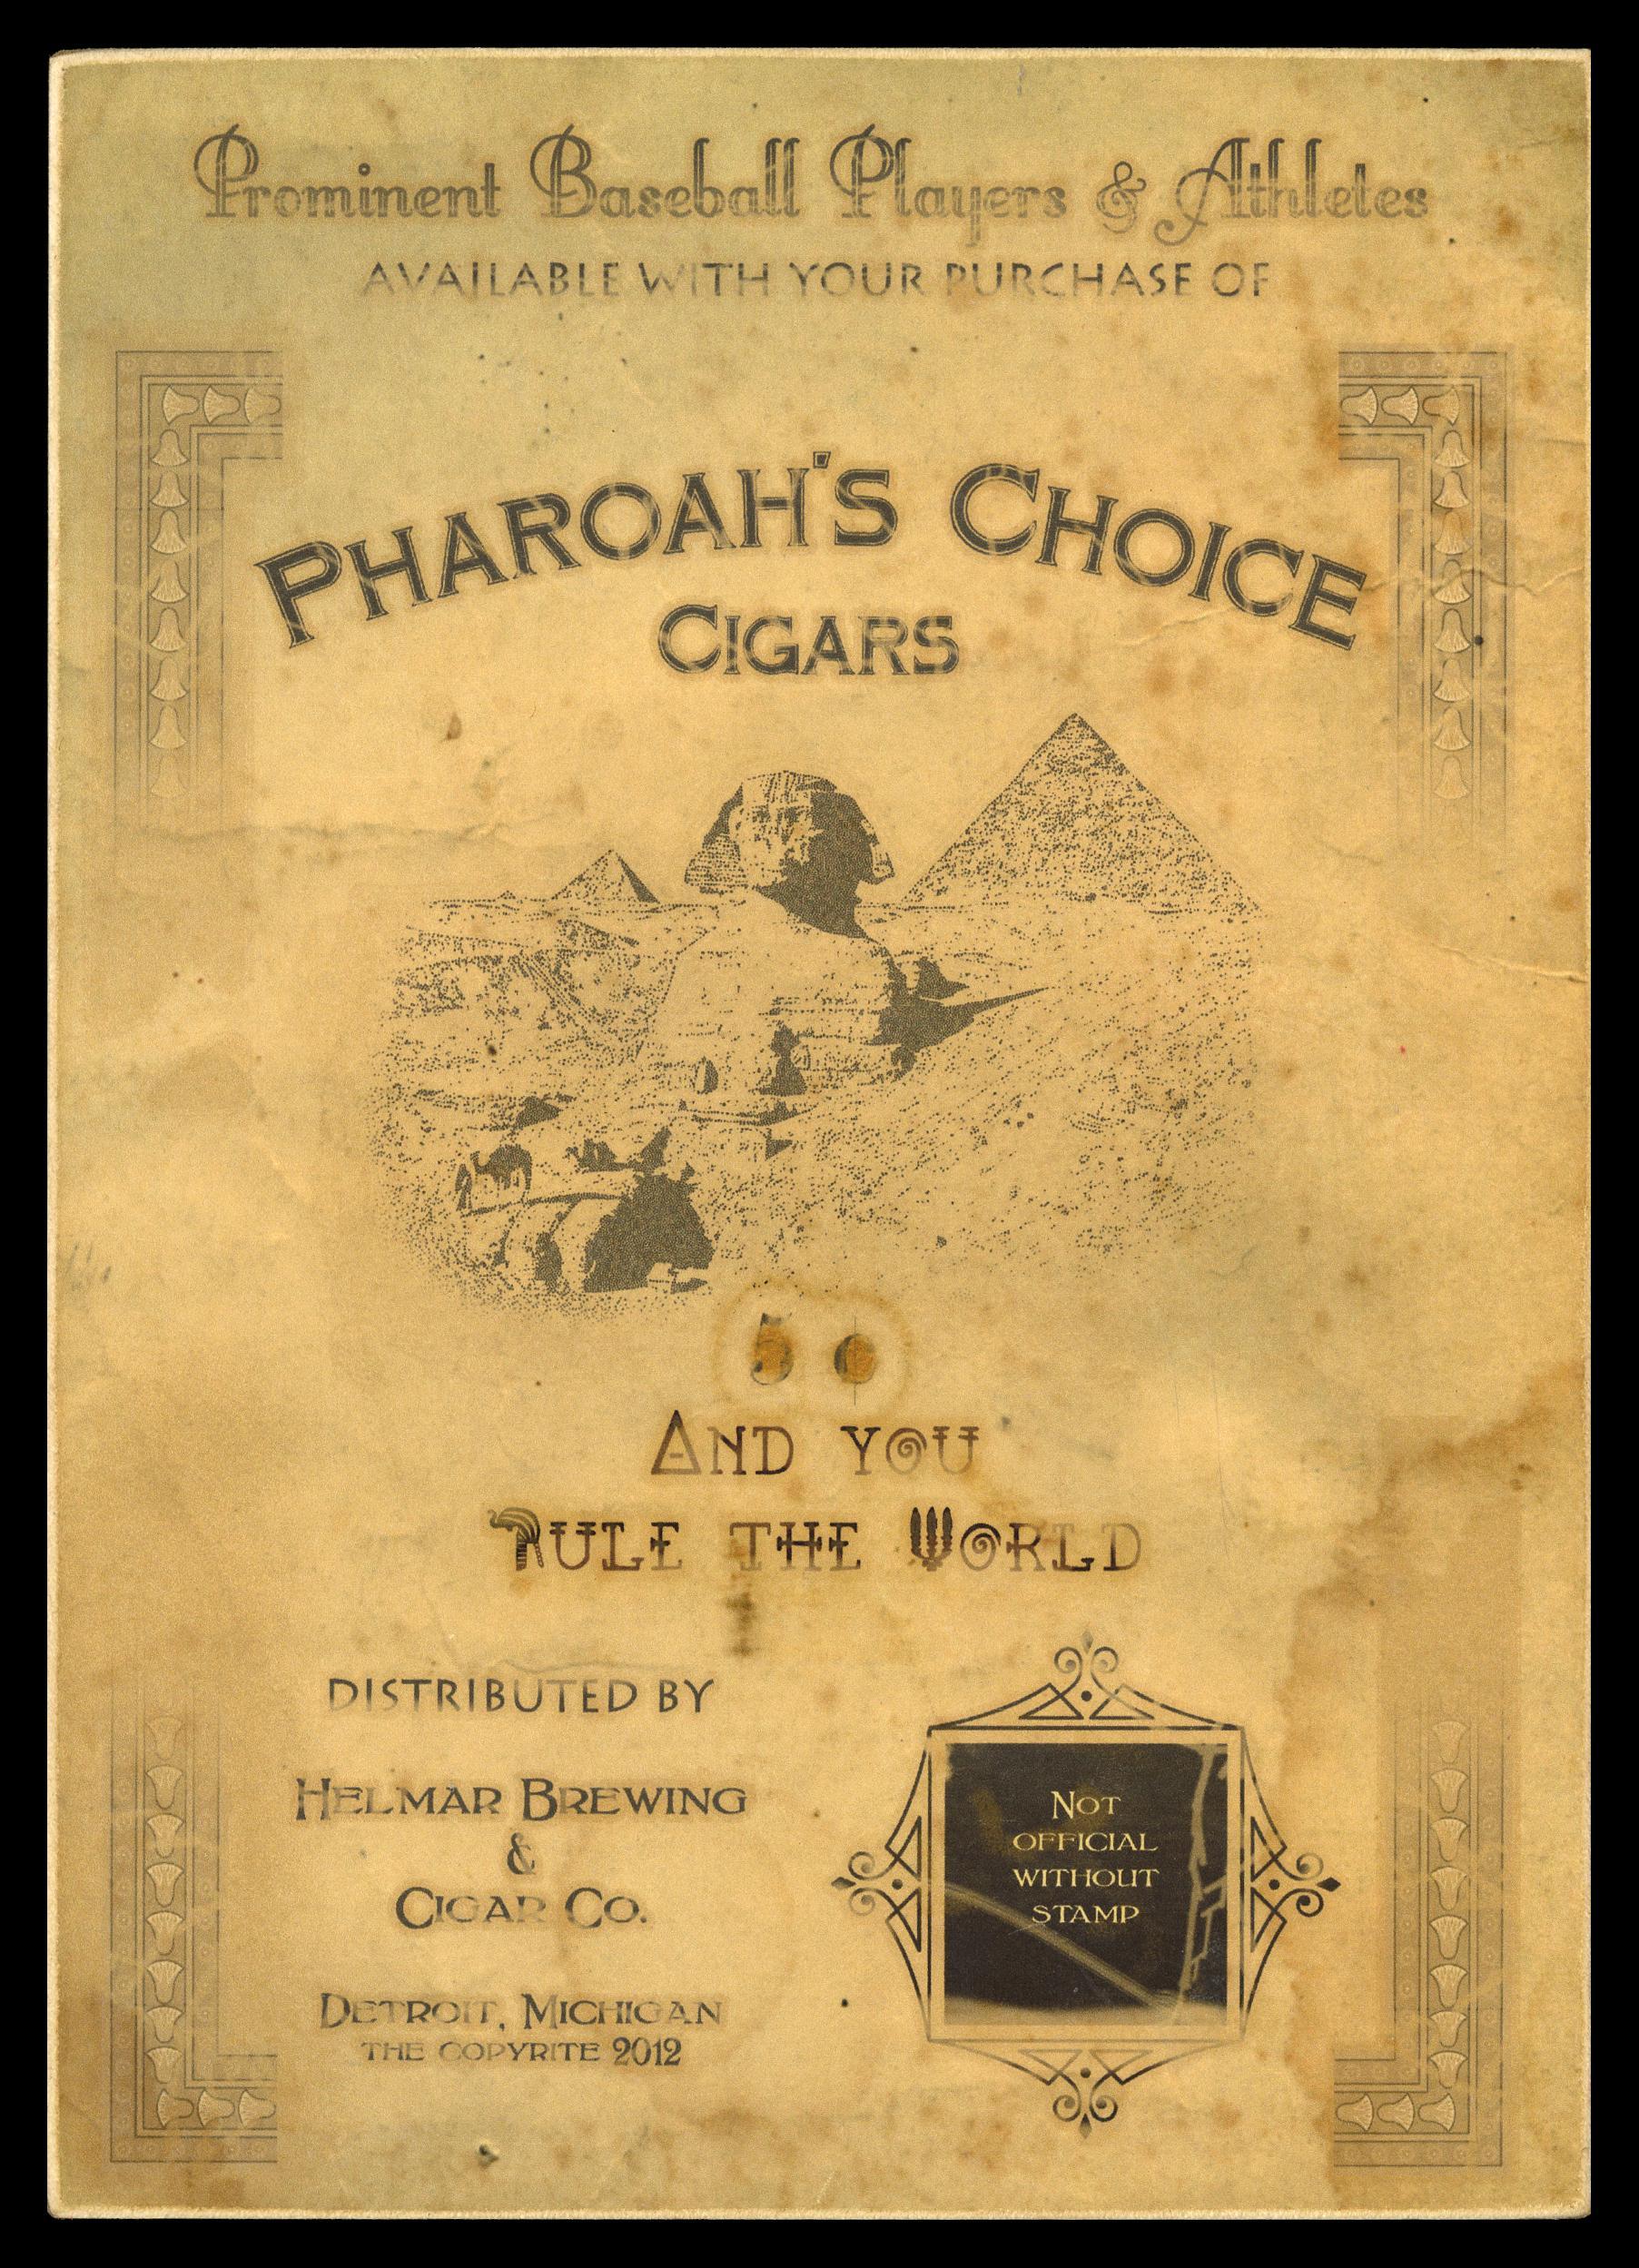 Prominent Baseball Players & Athletes
AVAILABLE WITH YOUR PURCHASE OF
PHAROAH'S CHOICE
CIGARS
5 ¢
AND YOU
RULE THE WORLD
DISTRIBUTED BY
HELMAR BREWING
&
CIGAR CO.
DETROIT, MICHIGAN
THE COPYRITE 2012
NOT
OFFICIAL
WITHOUT
STAMP